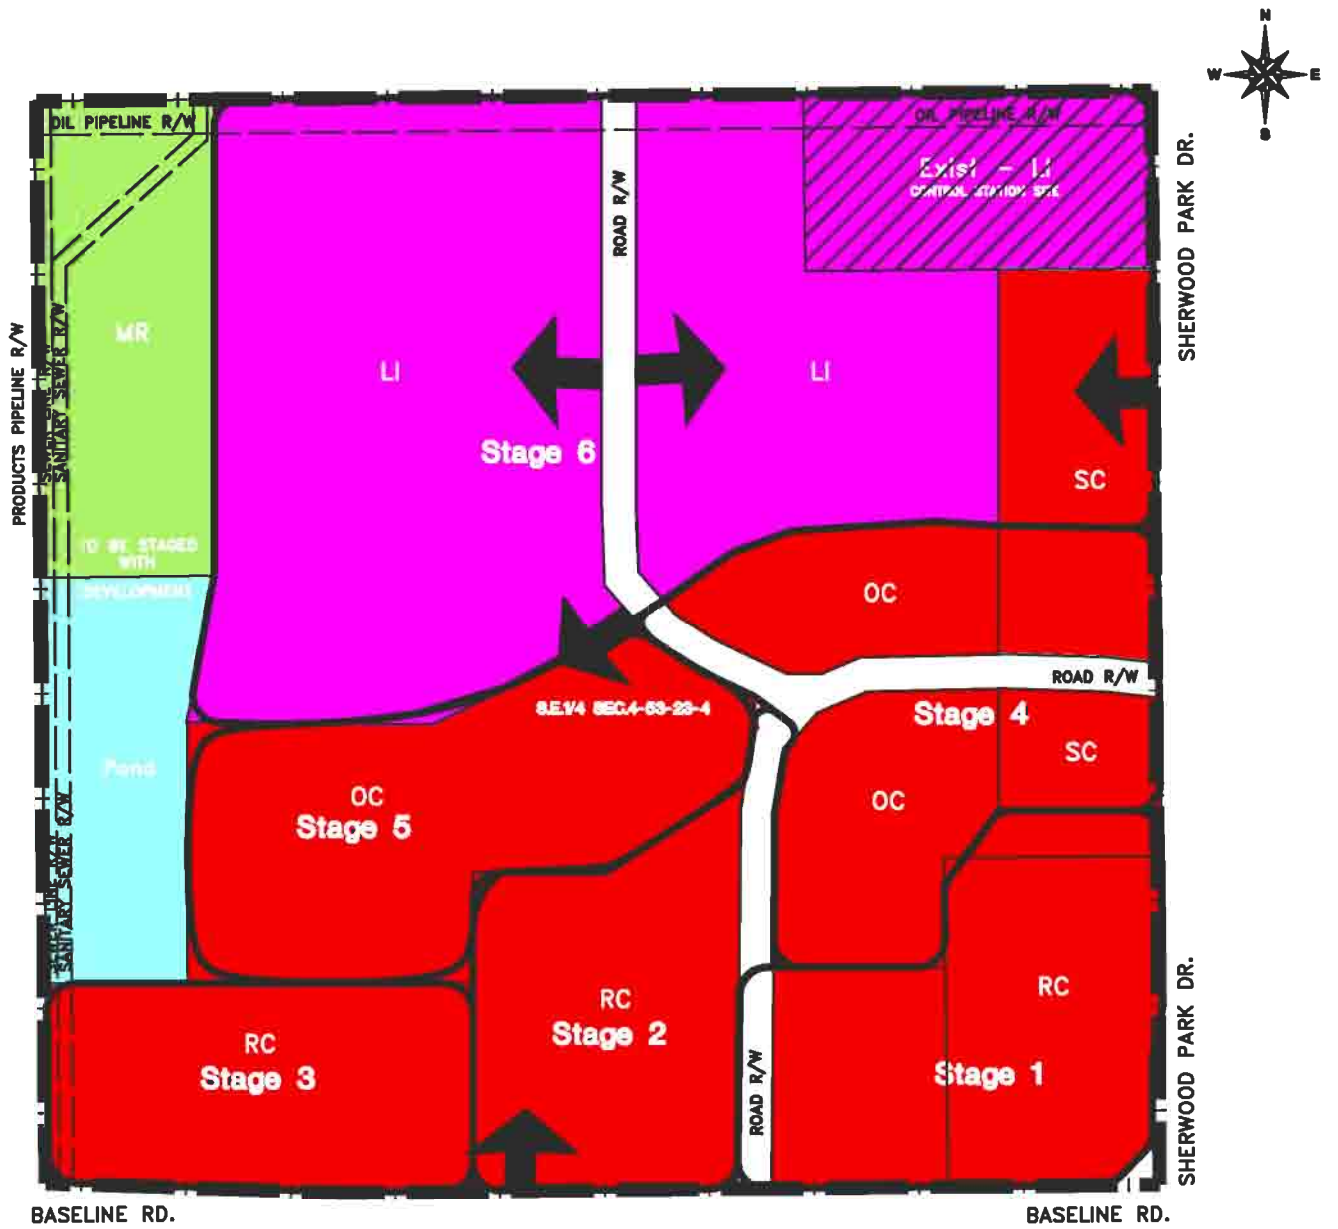 N
W E
S
OIL PIPELINE R/W
OIL PIPELINE R/W
Exist - LI
CONTROL STATION SITE
SHERWOOD PARK DR.
ROAD R/W
PRODUCTS PIPELINE R/W
SANITARY SEWER R/W
MR
LI
LI
Stage 6
SC
TO BE STAGED
WITH
DEVELOPMENT
OC
ROAD R/W
S.E.1/4 SEC.4-53-23-4
Stage 4
SC
Pond
OC
Stage 5
OC
SANITARY SEWER R/W
RC
Stage 2
RC
Stage 1
RC
Stage 3
ROAD R/W
SHERWOOD PARK DR.
BASELINE RD.
BASELINE RD.